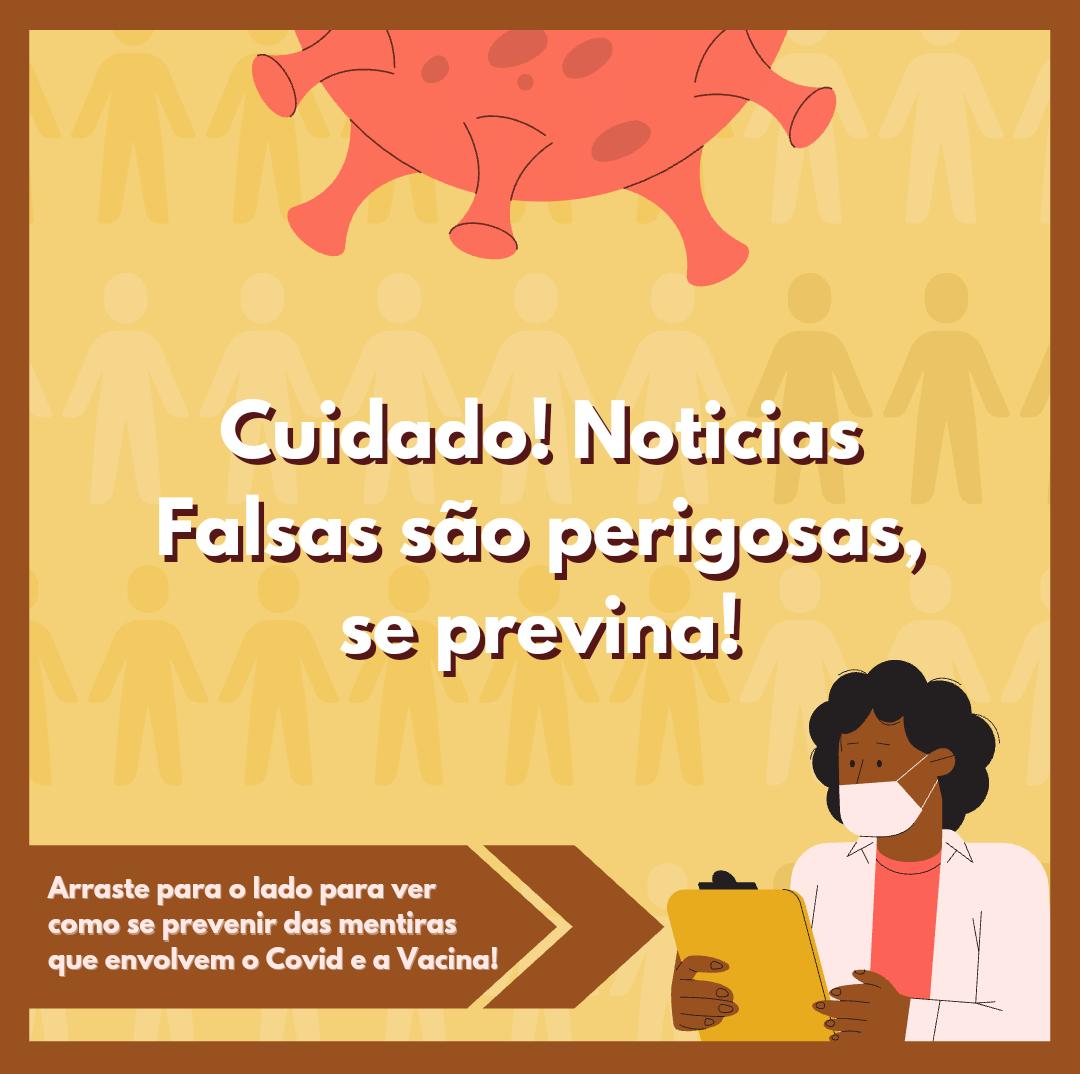 Cuidado! Noticias
Falsas são perigosas,
se previna!
Arraste para o lado para ver
como se prevenir das mentiras
que envolvem o Covid e a Vacina!